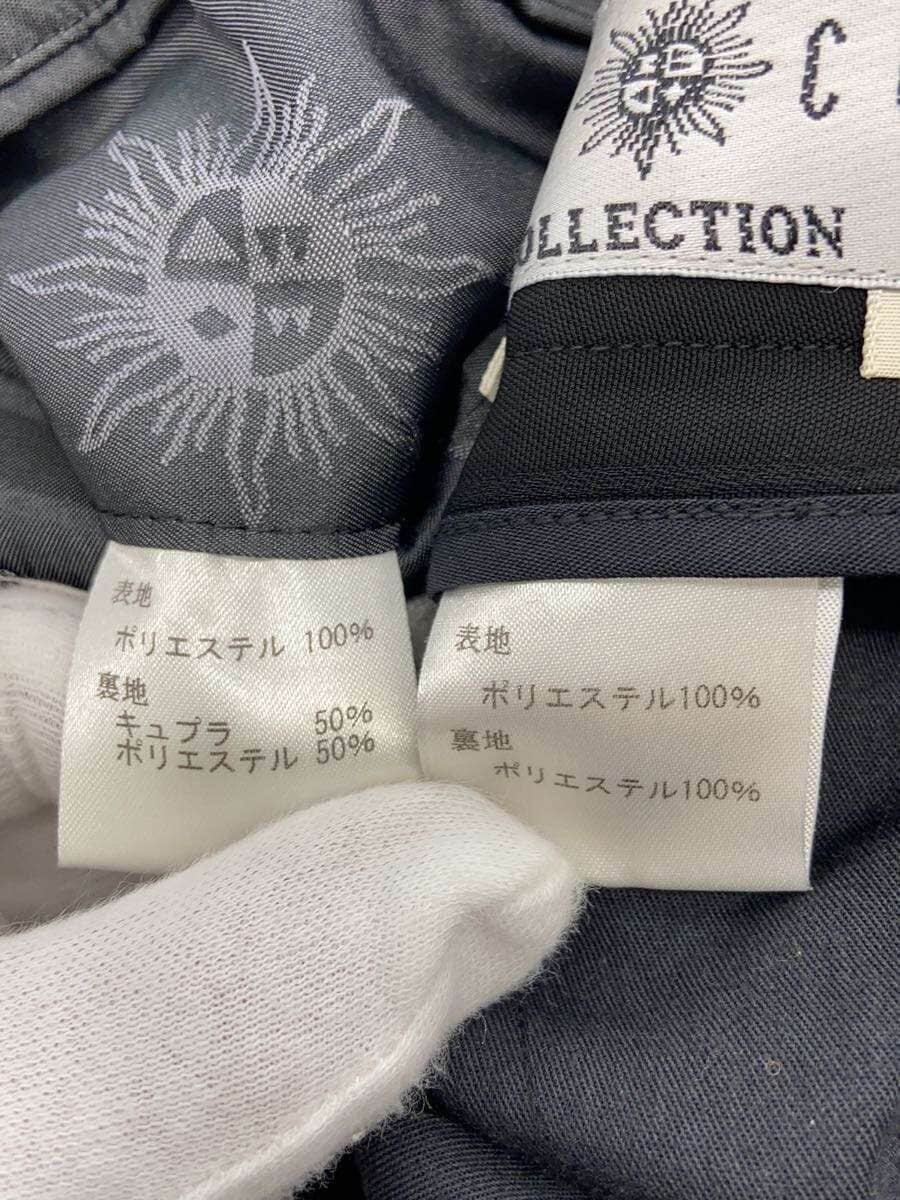 C
OLLECTION
表地
ポリエステル 100%
裏地
キュプラ 50%
ポリエステル 50%
表地
ポリエステル100%
裏地
ポリエステル100%